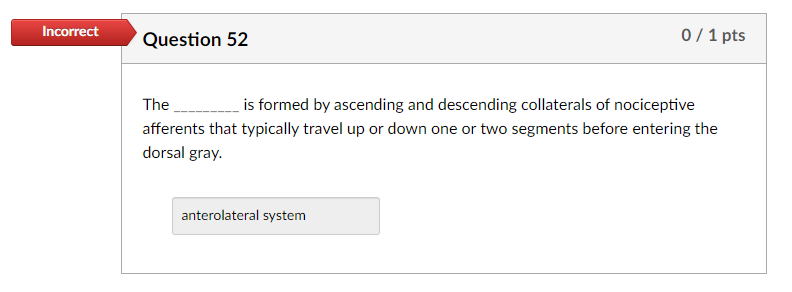 Incorrect
Question 52
0 / 1 pts
The _________ is formed by ascending and descending collaterals of nociceptive
afferents that typically travel up or down one or two segments before entering the
dorsal gray.
anterolateral system